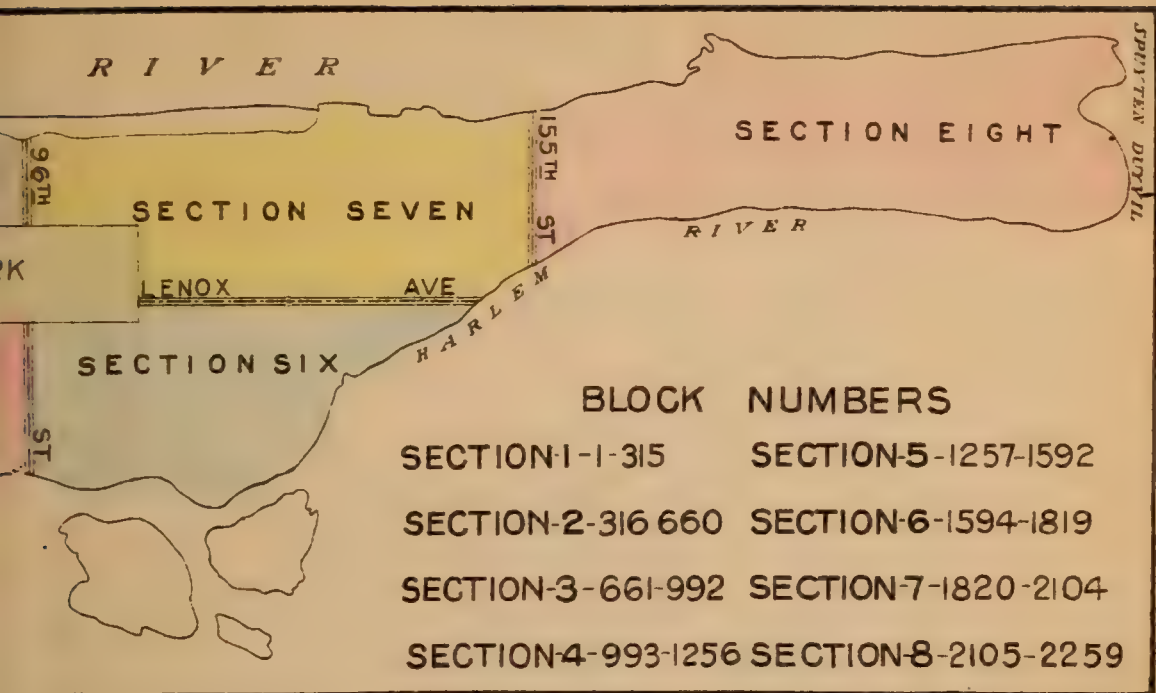 RIVER
SPUYTEN DUYVIL
SECTION EIGHT
155TH ST
96TH
SECTION SEVEN
RIVER
RK
LENOX AVE
HARLEM
SECTION SIX
ST
BLOCK NUMBERS
SECTION-1-1-315 SECTION-5-1257-1592
SECTION-2-316 660 SECTION-6-1594-1819
SECTION-3-661-992 SECTION-7-1820-2104
SECTION-4-993-1256 SECTION-8-2105-2259